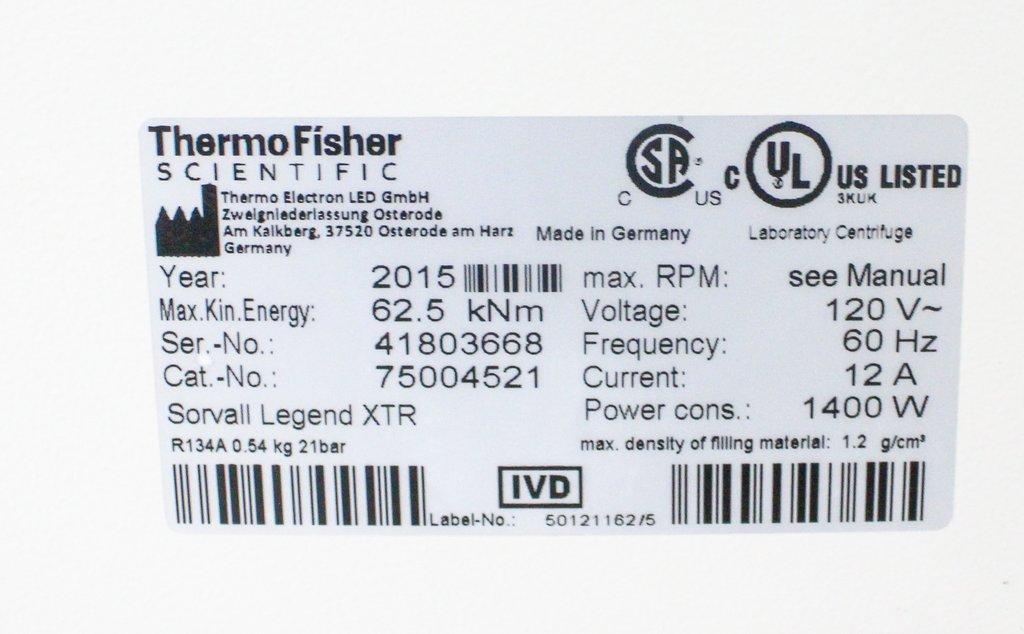 Thermo Fisher
SCIENTIFIC
Thermo Electron LED GmbH
Zweigniederlassung Osterode
Am Kalkberg, 37520 Osterode am Harz
Germany
Made in Germany
C SA US
C UL US LISTED
3KUK
Laboratory Centrifuge
Year: 2015
Max.Kin.Energy: 62.5 kNm
Ser.-No.: 41803668
Cat.-No.: 75004521
Sorvall Legend XTR
R134A 0.54 kg 21bar
max. RPM: see Manual
Voltage: 120 V~
Frequency: 60 Hz
Current: 12 A
Power cons.: 1400 W
max. density of filling material: 1.2 g/cm³
IVD
Label-No.: 50121162/5